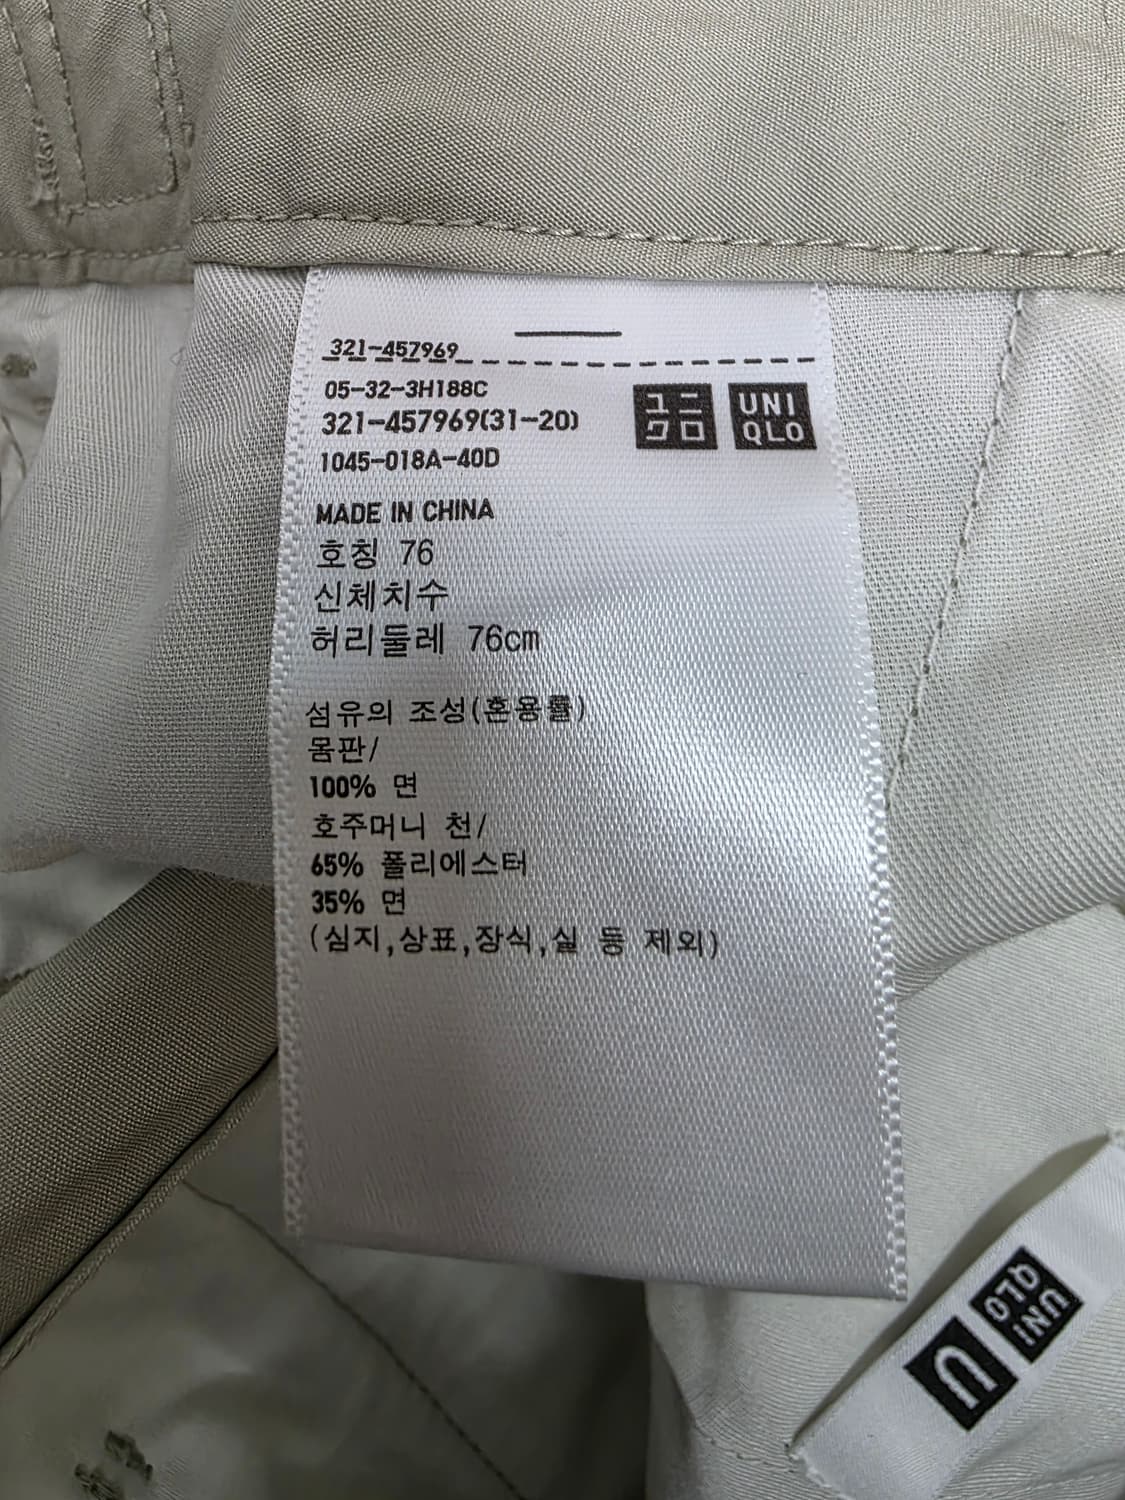 321-457969
05-32-3H188C
321-457969(31-20)
1045-018A-40D
ユニ
クロ
UNI
QLO
MADE IN CHINA
호칭 76
신체치수
허리둘레 76cm
섬유의 조성(혼용률)
몸판/
100% 면
호주머니 천/
65% 폴리에스터
35% 면
(심지,상표,장식,실 등 제외)
U
UNI
QLO